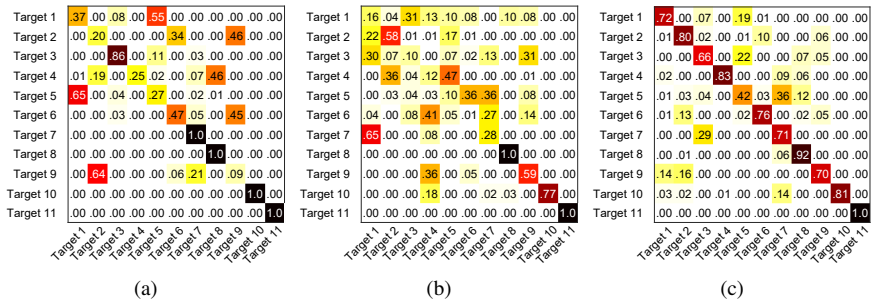 Target 1 .37 .00 .08 .00 .55 .00 .00 .00 .00 .00 .00
Target 2 .00 .20 .00 .00 .00 .34 .00 .00 .46 .00 .00
Target 3 .00 .00 .86 .00 .11 .00 .03 .00 .00 .00 .00
Target 4 .01 .19 .00 .25 .02 .00 .07 .46 .00 .00 .00
Target 5 .65 .00 .04 .00 .27 .02 .01 .00 .00 .00 .00
Target 6 .00 .00 .03 .00 .00 .47 .05 .00 .45 .00 .00
Target 7 .00 .00 .00 .00 .00 .00 1.0 .00 .00 .00 .00
Target 8 .00 .00 .00 .00 .00 .00 .00 1.0 .00 .00 .00
Target 9 .00 .64 .00 .00 .00 .06 .21 .00 .09 .00 .00
Target 10 .00 .00 .00 .00 .00 .00 .00 .00 .00 1.0 .00
Target 11 .00 .00 .00 .00 .00 .00 .00 .00 .00 .00 1.0
Target 1 Target 2 Target 3 Target 4 Target 5 Target 6 Target 7 Target 8 Target 9 Target 10 Target 11
(a)
Target 1 .16 .04 .31 .13 .10 .08 .00 .10 .08 .00 .00
Target 2 .22 .58 .01 .01 .17 .00 .00 .00 .01 .00 .00
Target 3 .30 .07 .10 .00 .07 .02 .13 .00 .31 .00 .00
Target 4 .00 .36 .04 .12 .47 .00 .00 .00 .01 .00 .00
Target 5 .00 .03 .04 .03 .10 .36 .36 .00 .08 .00 .00
Target 6 .04 .00 .08 .41 .05 .01 .27 .00 .14 .00 .00
Target 7 .65 .00 .00 .08 .00 .00 .28 .00 .00 .00 .00
Target 8 .00 .00 .00 .00 .00 .00 .00 1.0 .00 .00 .00
Target 9 .00 .00 .00 .36 .00 .05 .00 .00 .59 .00 .00
Target 10 .00 .00 .00 .18 .00 .00 .02 .03 .00 .77 .00
Target 11 .00 .00 .00 .00 .00 .00 .00 .00 .00 .00 1.0
Target 1 Target 2 Target 3 Target 4 Target 5 Target 6 Target 7 Target 8 Target 9 Target 10 Target 11
(b)
Target 1 .72 .00 .07 .00 .19 .01 .00 .00 .00 .00 .00
Target 2 .01 .80 .02 .00 .01 .10 .00 .00 .06 .00 .00
Target 3 .00 .00 .66 .00 .22 .00 .00 .07 .05 .00 .00
Target 4 .02 .00 .00 .83 .00 .00 .09 .06 .00 .00 .00
Target 5 .01 .03 .04 .00 .42 .03 .36 .12 .00 .00 .00
Target 6 .01 .13 .00 .00 .02 .76 .00 .02 .05 .00 .00
Target 7 .00 .00 .29 .00 .00 .00 .71 .00 .00 .00 .00
Target 8 .00 .01 .00 .00 .00 .00 .06 .92 .00 .00 .00
Target 9 .14 .16 .00 .00 .00 .00 .00 .00 .70 .00 .00
Target 10 .03 .02 .00 .01 .00 .00 .14 .00 .00 .81 .00
Target 11 .00 .00 .00 .00 .00 .00 .00 .00 .00 .00 1.0
Target 1 Target 2 Target 3 Target 4 Target 5 Target 6 Target 7 Target 8 Target 9 Target 10 Target 11
(c)